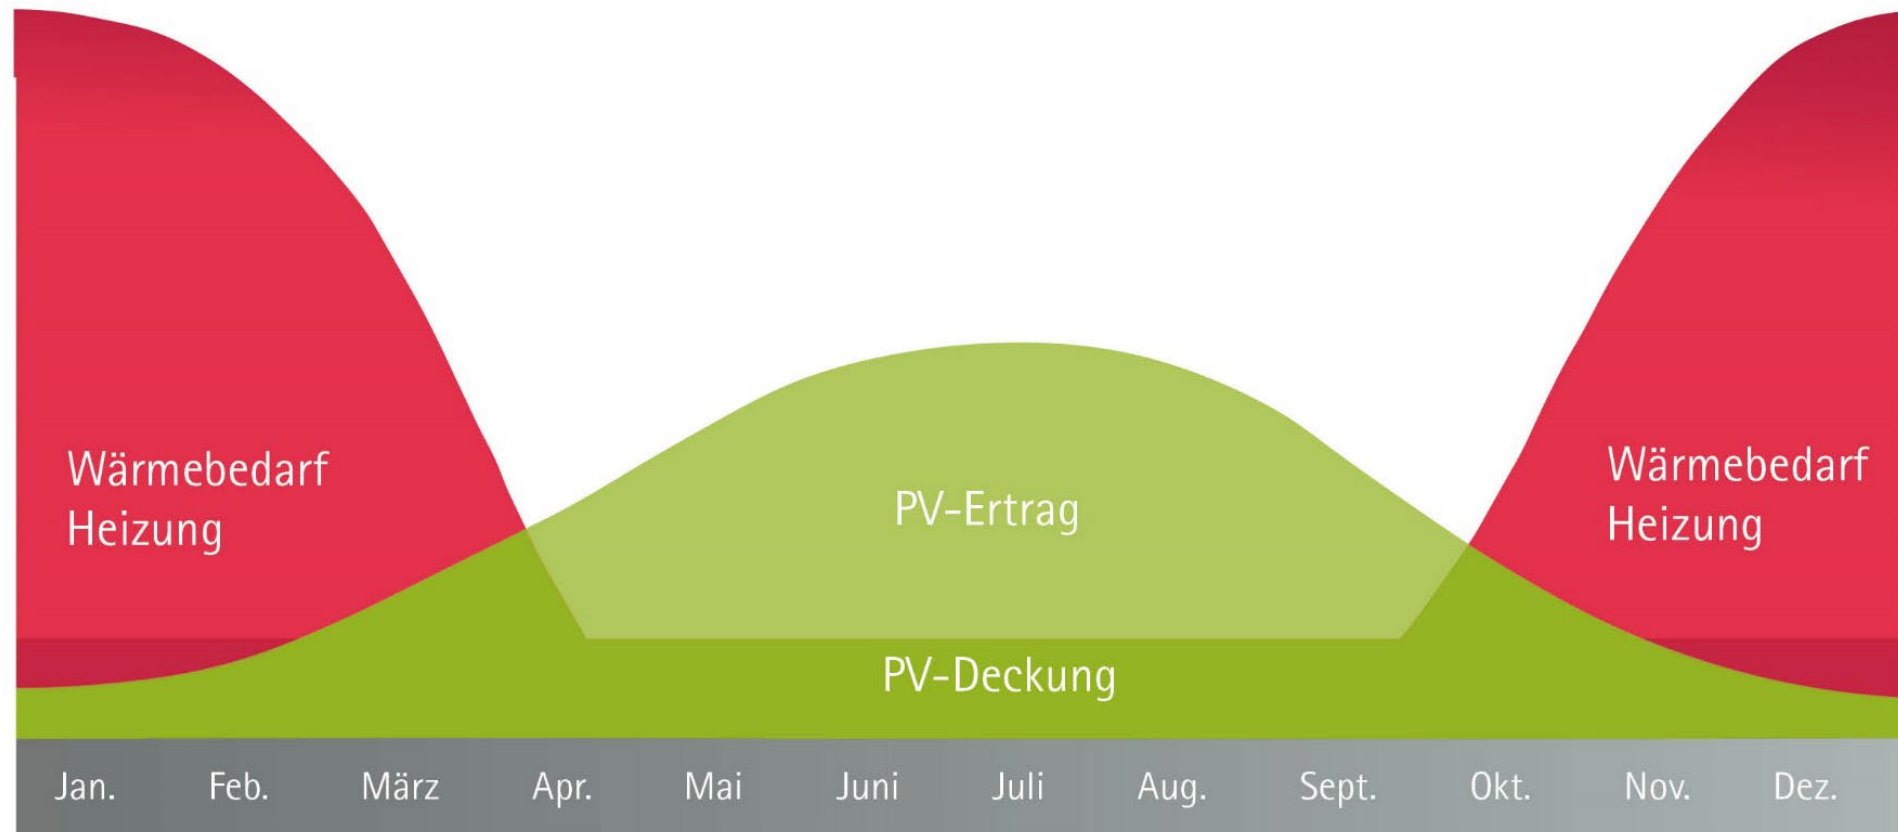 Wärmebedarf
Heizung
PV-Ertrag
PV-Deckung
Wärmebedarf
Heizung
Jan. Feb. März Apr. Mai Juni Juli Aug. Sept. Okt. Nov. Dez.